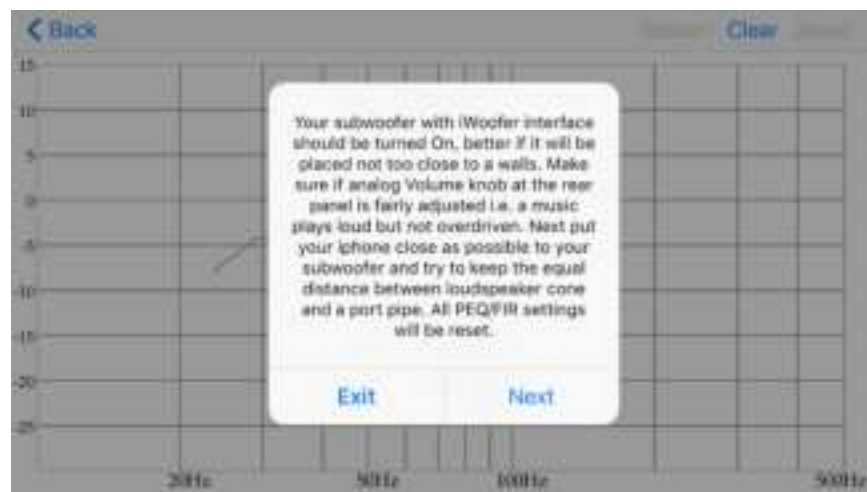 Back
Clear
15
10
5
0
-5
-10
-15
-20
-25
Your subwoofer with iWoofer interface
should be turned On, better if it will be
placed not too close to a walls. Make
sure if analog Volume knob at the rear
panel is fairly adjusted i.e. a music
plays loud but not overdriven. Next put
your iphone close as possible to your
subwoofer and try to keep the equal
distance between loudspeaker cone
and a port pipe. All PEQ/FIR settings
will be reset.
Exit Next
20Hz 50Hz 100Hz 500Hz